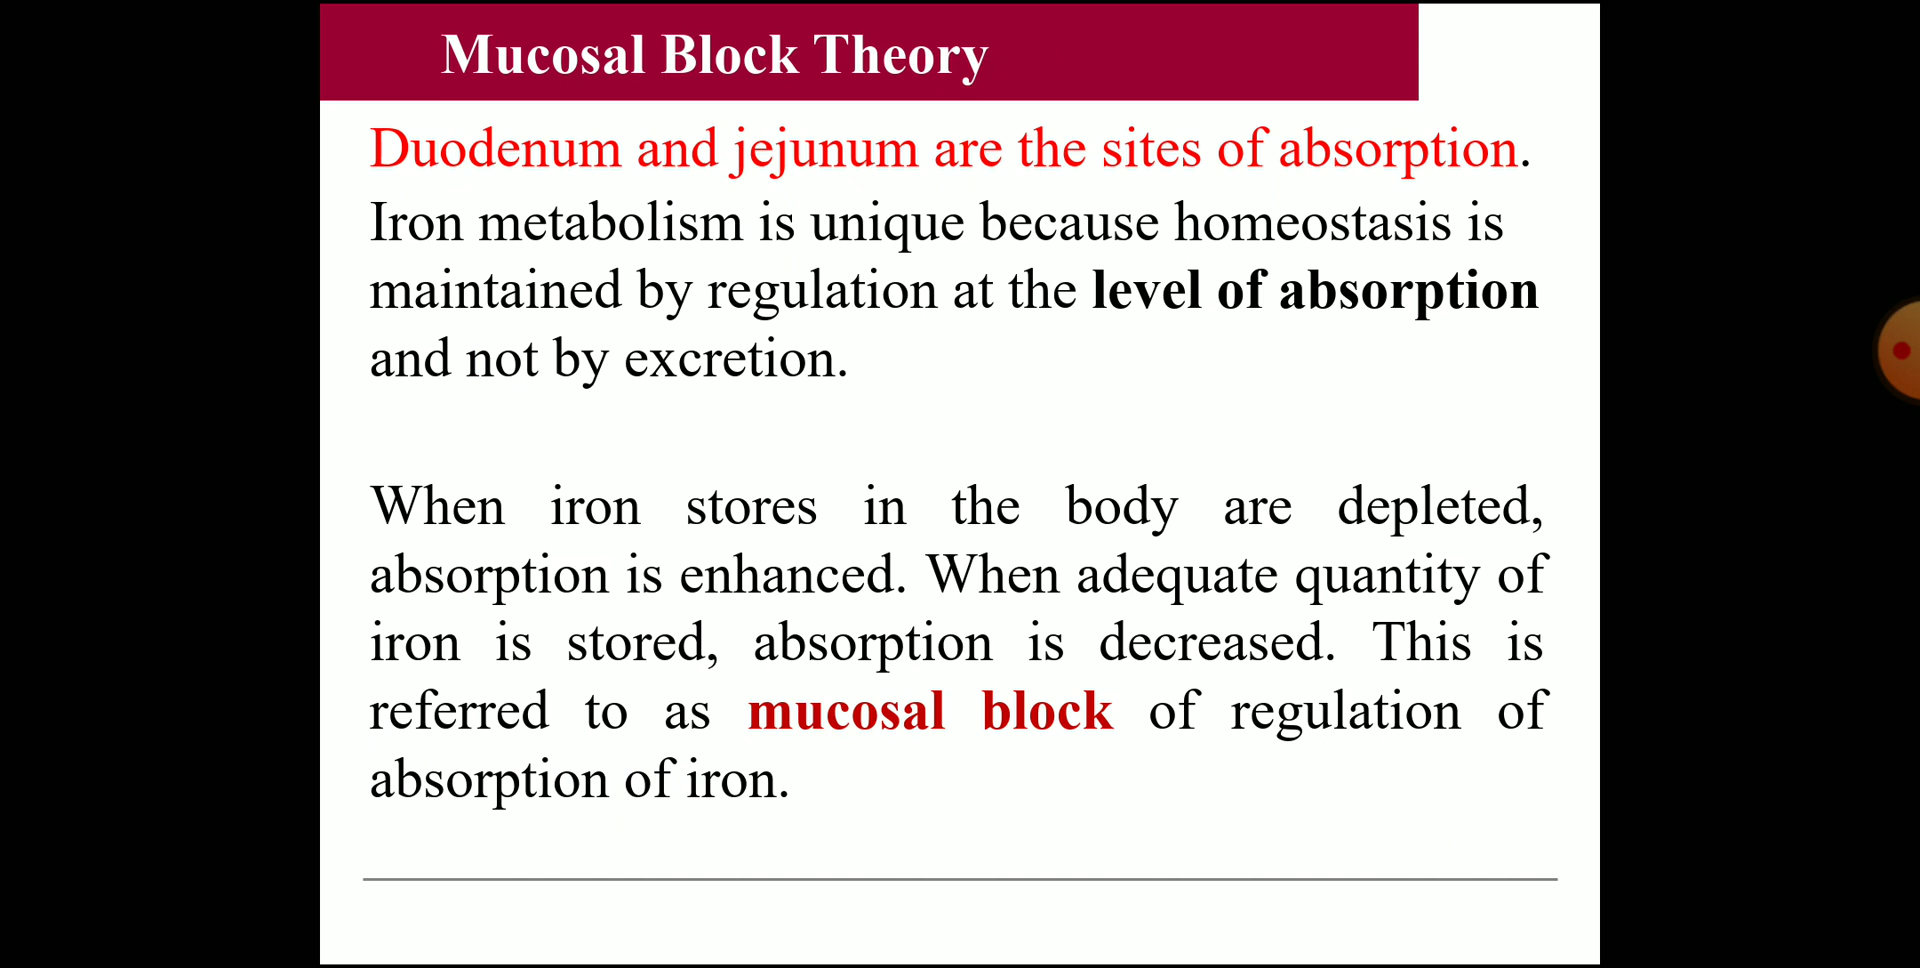 Mucosal Block Theory
Duodenum and jejunum are the sites of absorption.
Iron metabolism is unique because homeostasis is
maintained by regulation at the level of absorption
and not by excretion.
When iron stores in the body are depleted,
absorption is enhanced. When adequate quantity of
iron is stored, absorption is decreased. This is
referred to as mucosal block of regulation of
absorption of iron.